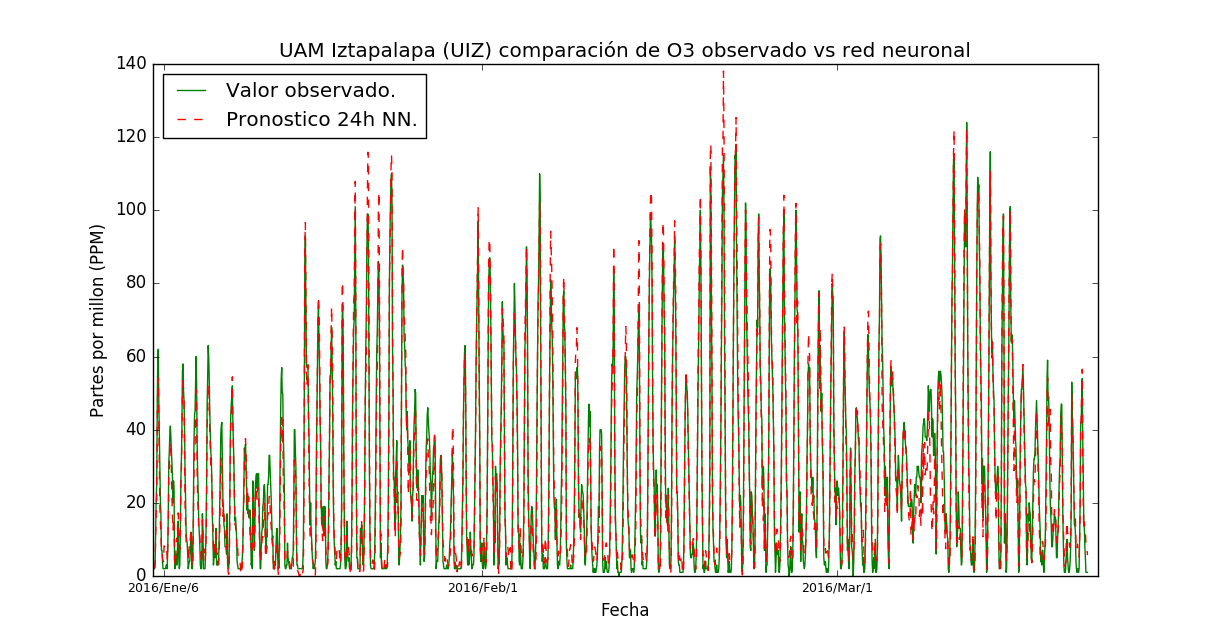 UAM Iztapalapa (UIZ) comparación de O3 observado vs red neuronal
Valor observado.
Pronostico 24h NN.
Partes por millon (PPM)
140
120
100
80
60
40
20
0
2016/Ene/6
2016/Feb/1
2016/Mar/1
Fecha